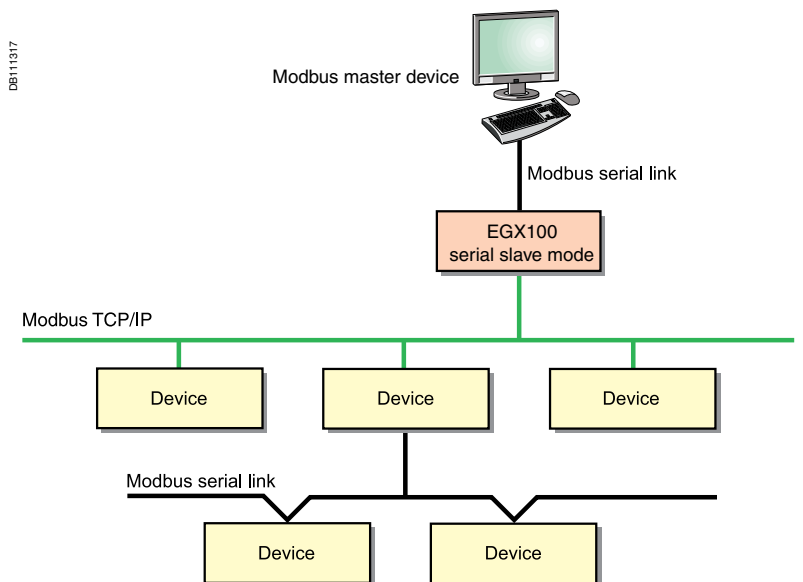 DB111317
Modbus master device
Modbus serial link
EGX100
serial slave mode
Modbus TCP/IP
Device
Device
Device
Modbus serial link
Device
Device